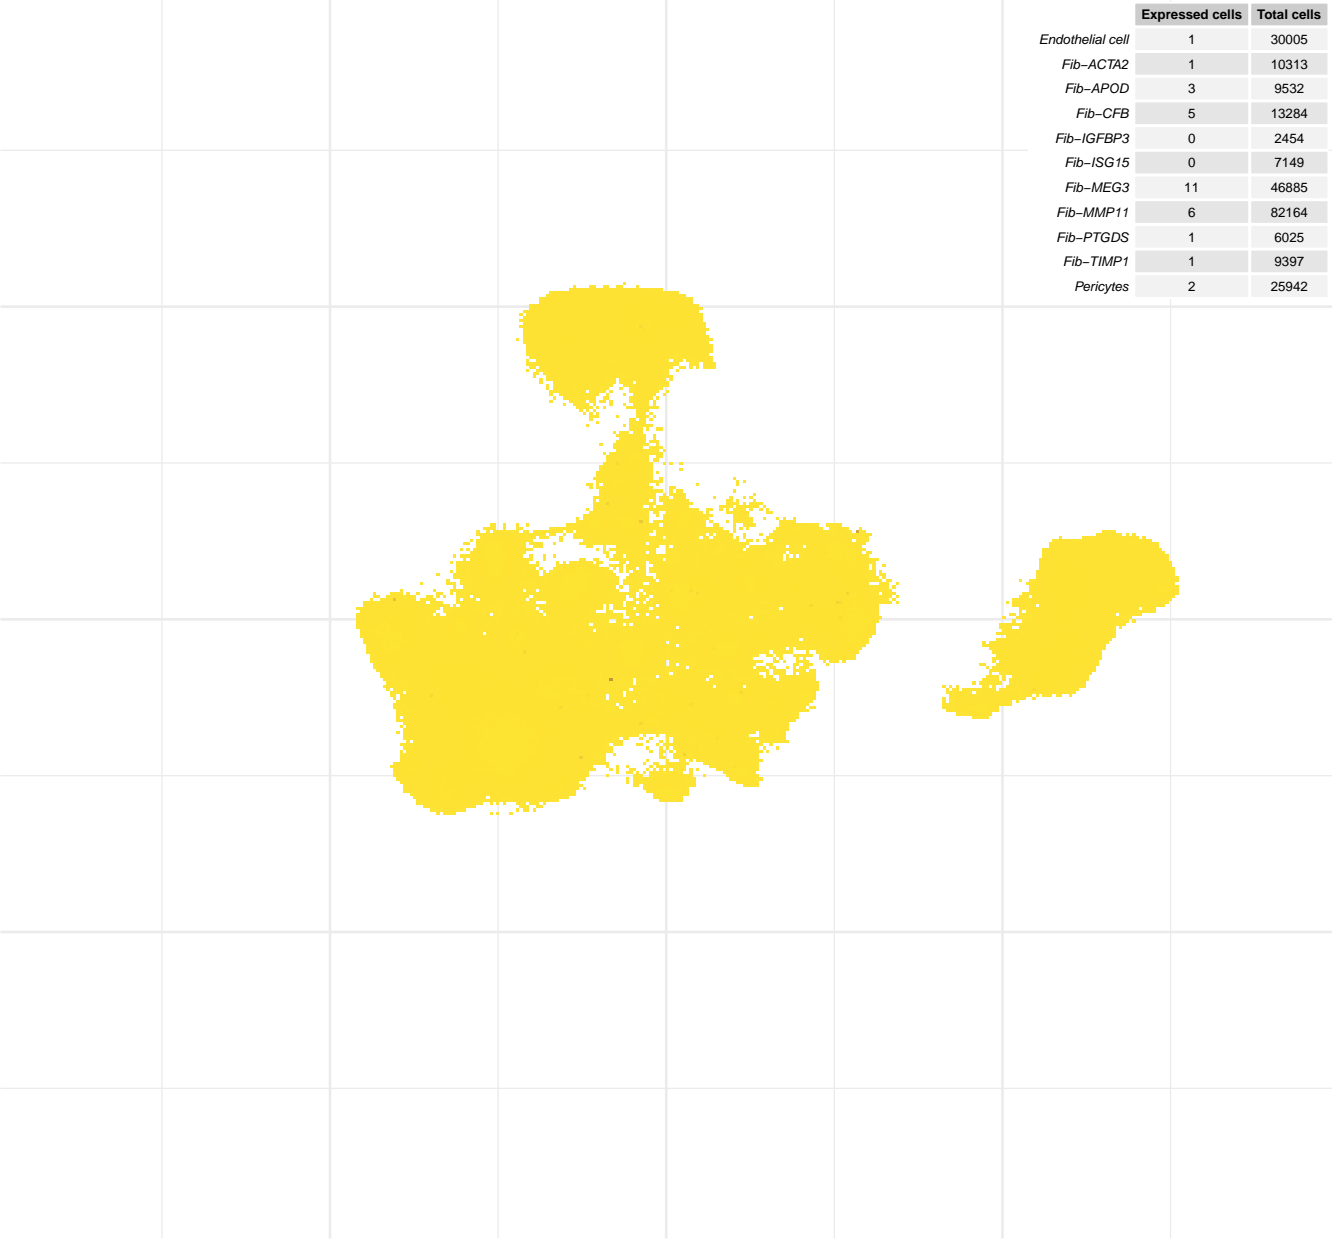 Expressed cells Total cells
Endothelial cell 1 30005
Fib−ACTA2 1 10313
Fib−APOD 3 9532
Fib−CFB 5 13284
Fib−IGFBP3 0 2454
Fib−ISG15 0 7149
Fib−MEG3 11 46885
Fib−MMP11 6 82164
Fib−PTGDS 1 6025
Fib−TIMP1 1 9397
Pericytes 2 25942